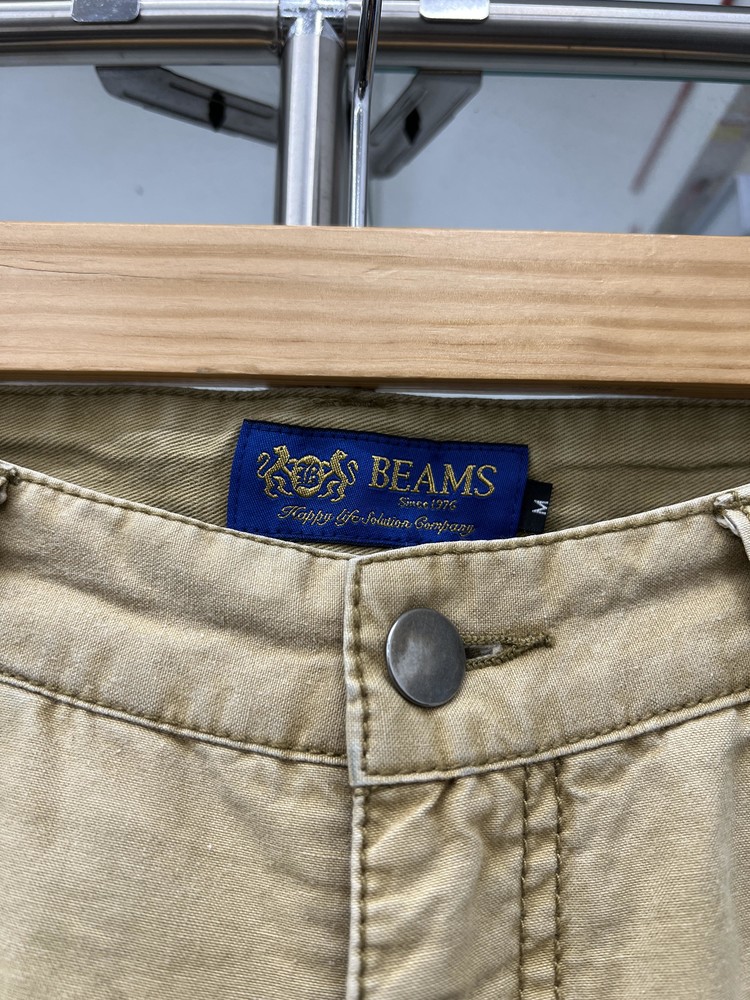 B
BEAMS
Since 1976
Happy life Solution Company
M